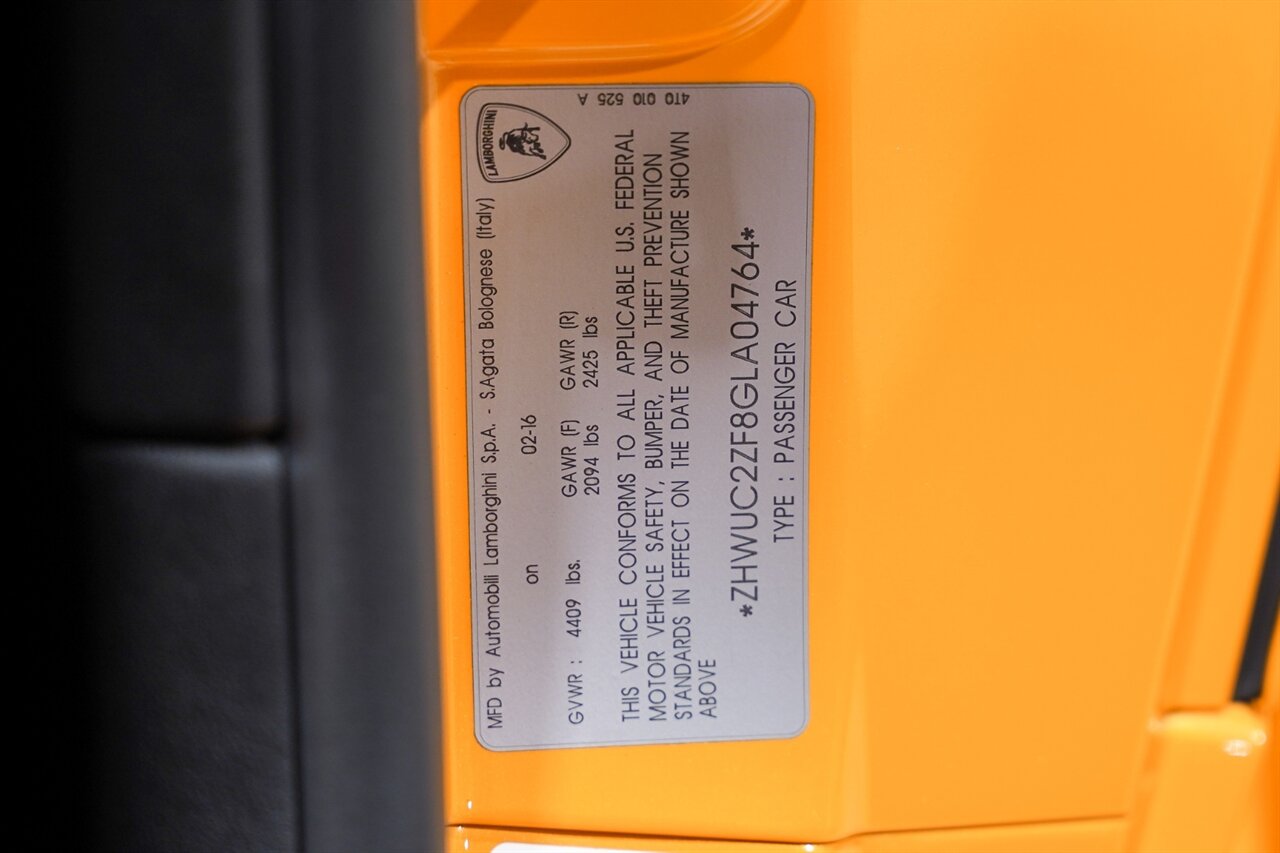 LAMBORGHINI
MFD by Automobili Lamborghini S.p.A. - S.Agata Bolognese (Italy)
on 02-16
GVWR : 4409 lbs. GAWR (F) GAWR (R)
2094 lbs 2425 lbs
THIS VEHICLE CONFORMS TO ALL APPLICABLE U.S. FEDERAL
MOTOR VEHICLE SAFETY, BUMPER, AND THEFT PREVENTION
STANDARDS IN EFFECT ON THE DATE OF MANUFACTURE SHOWN
ABOVE
*ZHWUC2ZF8GLA04764*
TYPE : PASSENGER CAR
4T0 010 525 A